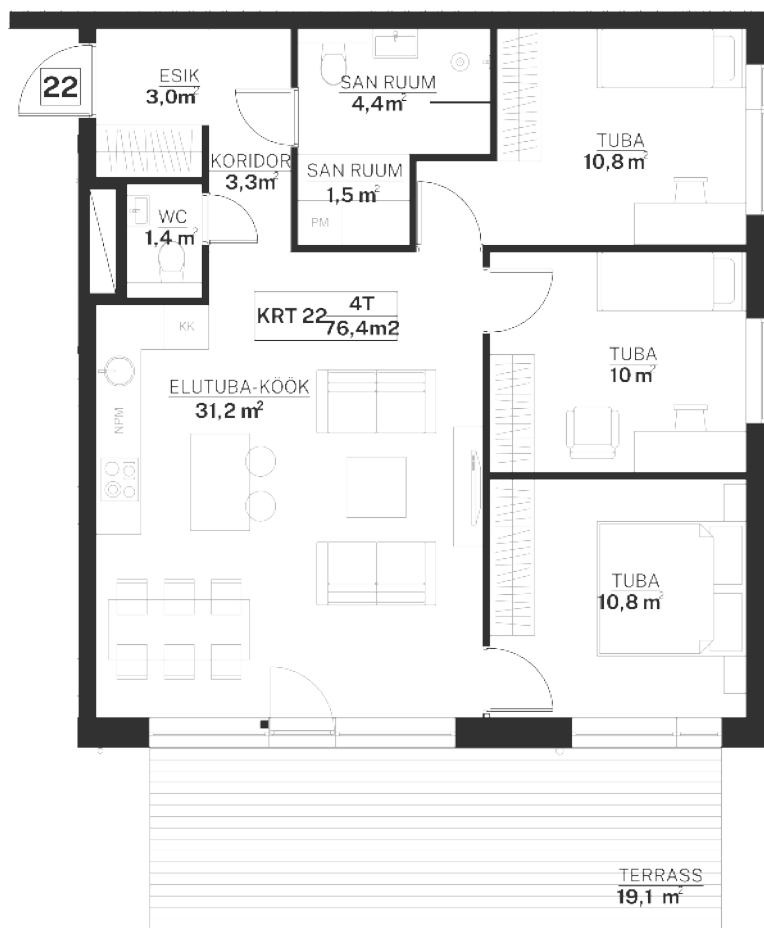 22
ESIK
3,0m²
SAN RUUM
4,4m²
TUBA
10,8 m²
KORIDOR
3,3m²
SAN RUUM
1,5 m²
PM
WC
1,4 m²
KRT 22
4T
76,4m2
KK
TUBA
10 m²
ELUTUBA-KÖÖK
31,2 m²
NPM
TUBA
10,8 m²
TERRASS
19,1 m²